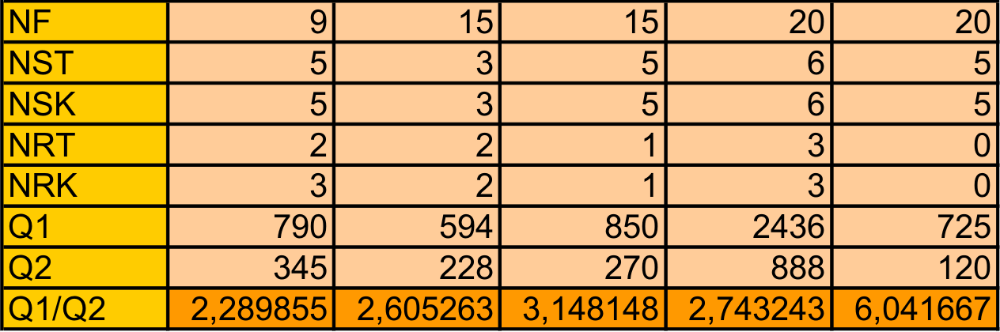 NF 9 15 15 20 20
NST 5 3 5 6 5
NSK 5 3 5 6 5
NRT 2 2 1 3 0
NRK 3 2 1 3 0
Q1 790 594 850 2436 725
Q2 345 228 270 888 120
Q1/Q2 2,289855 2,605263 3,148148 2,743243 6,041667